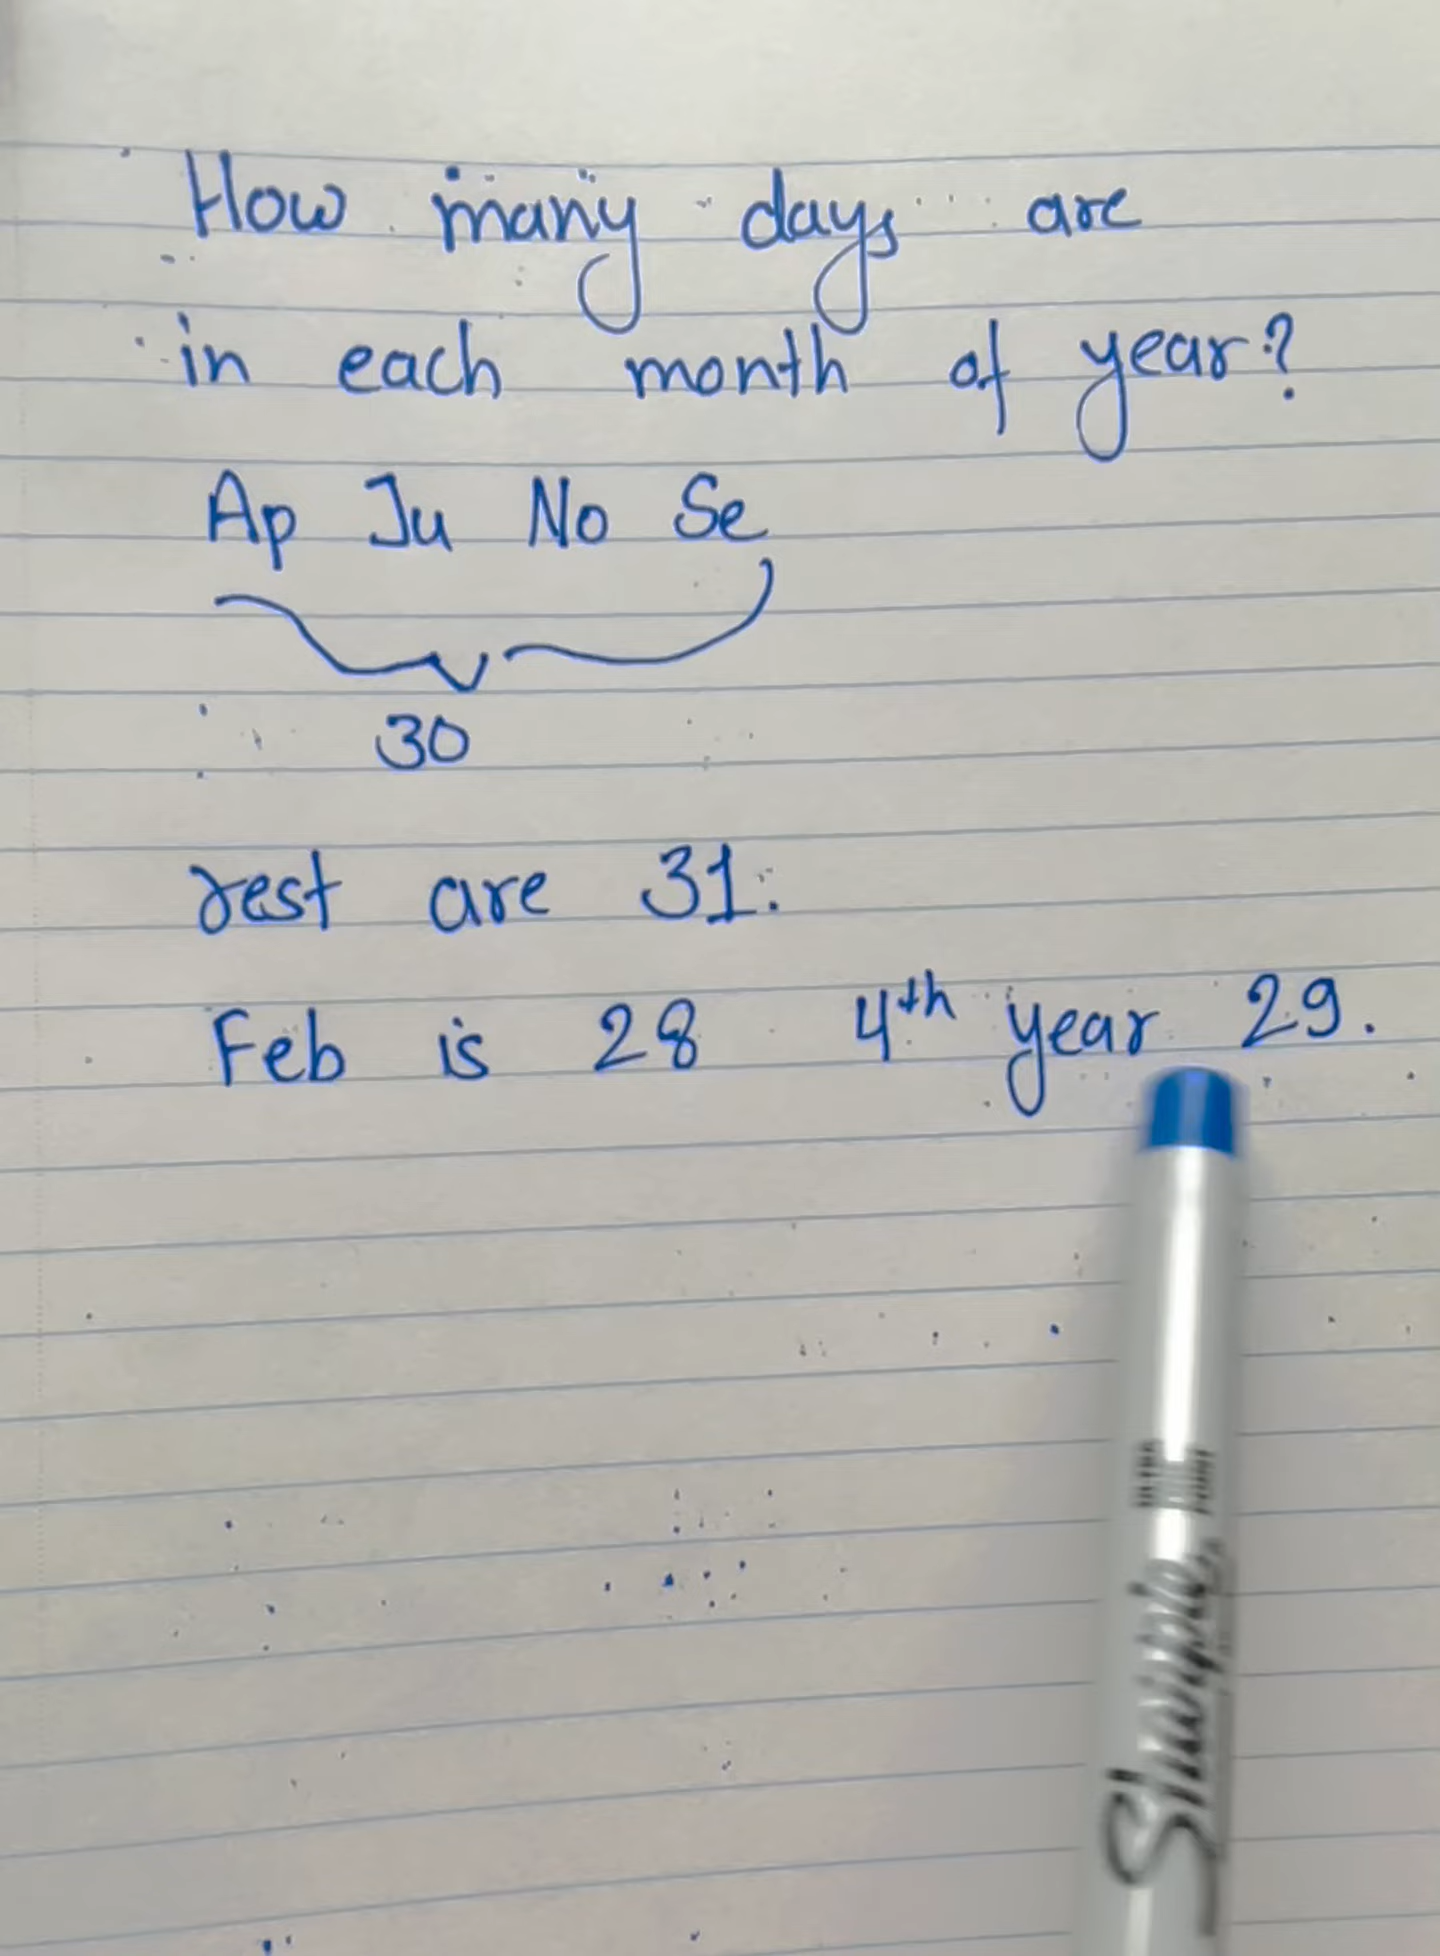 How many days are
in each month of year?
Ap Ju No Se
30
rest are 31.
Feb is 28 4th year 29.
Sharpie